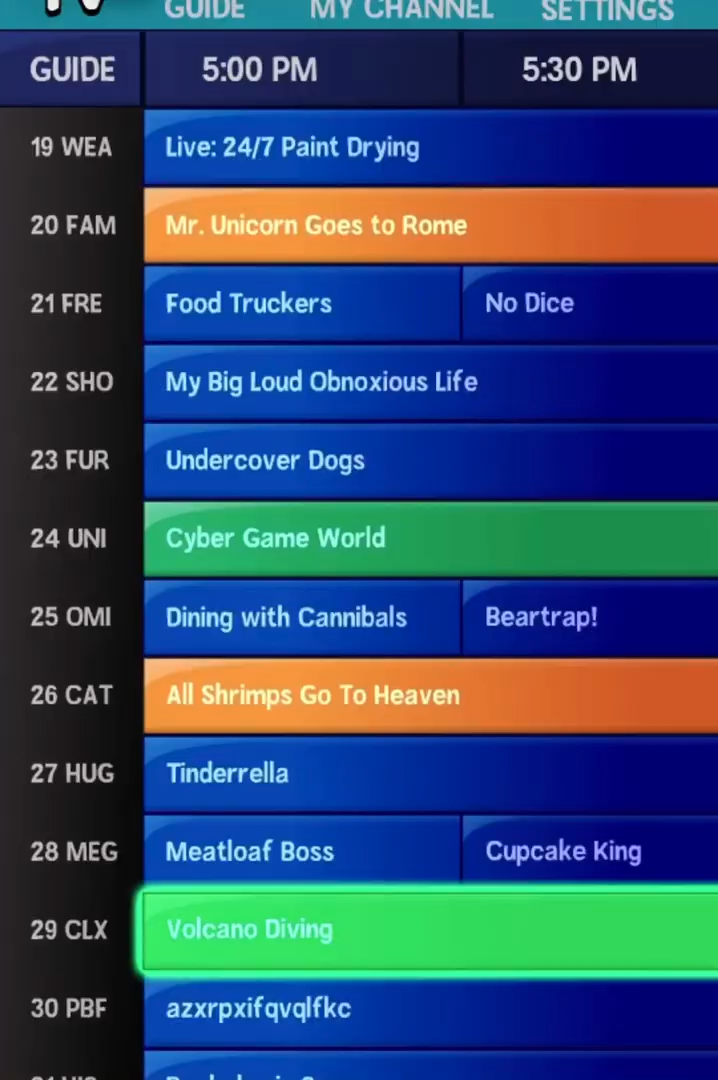 TV
GUIDE MY CHANNEL SETTINGS
GUIDE 5:00 PM 5:30 PM
19 WEA Live: 24/7 Paint Drying
20 FAM Mr. Unicorn Goes to Rome
21 FRE Food Truckers No Dice
22 SHO My Big Loud Obnoxious Life
23 FUR Undercover Dogs
24 UNI Cyber Game World
25 OMI Dining with Cannibals Beartrap!
26 CAT All Shrimps Go To Heaven
27 HUG Tinderrella
28 MEG Meatloaf Boss Cupcake King
29 CLX Volcano Diving
30 PBF azxrpxifqvqlfkc